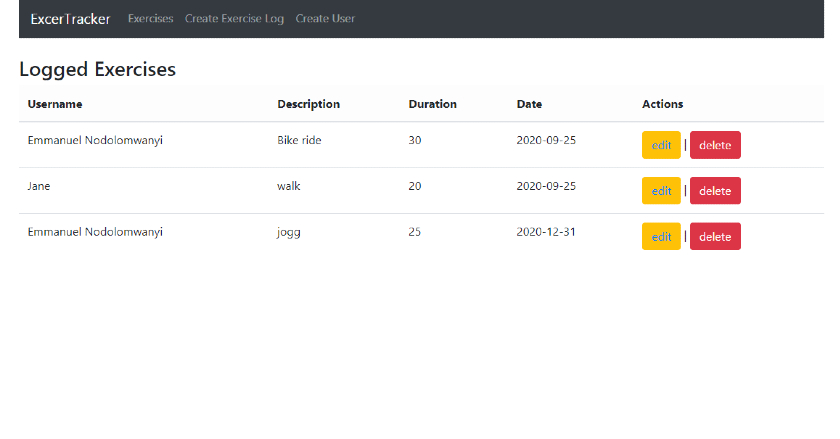 ExcerTracker Exercises Create Exercise Log Create User
Logged Exercises
Username Description Duration Date Actions
Emmanuel Nodolomwanyi Bike ride 30 2020-09-25 edit | delete
Jane walk 20 2020-09-25 edit | delete
Emmanuel Nodolomwanyi jogg 25 2020-12-31 edit | delete